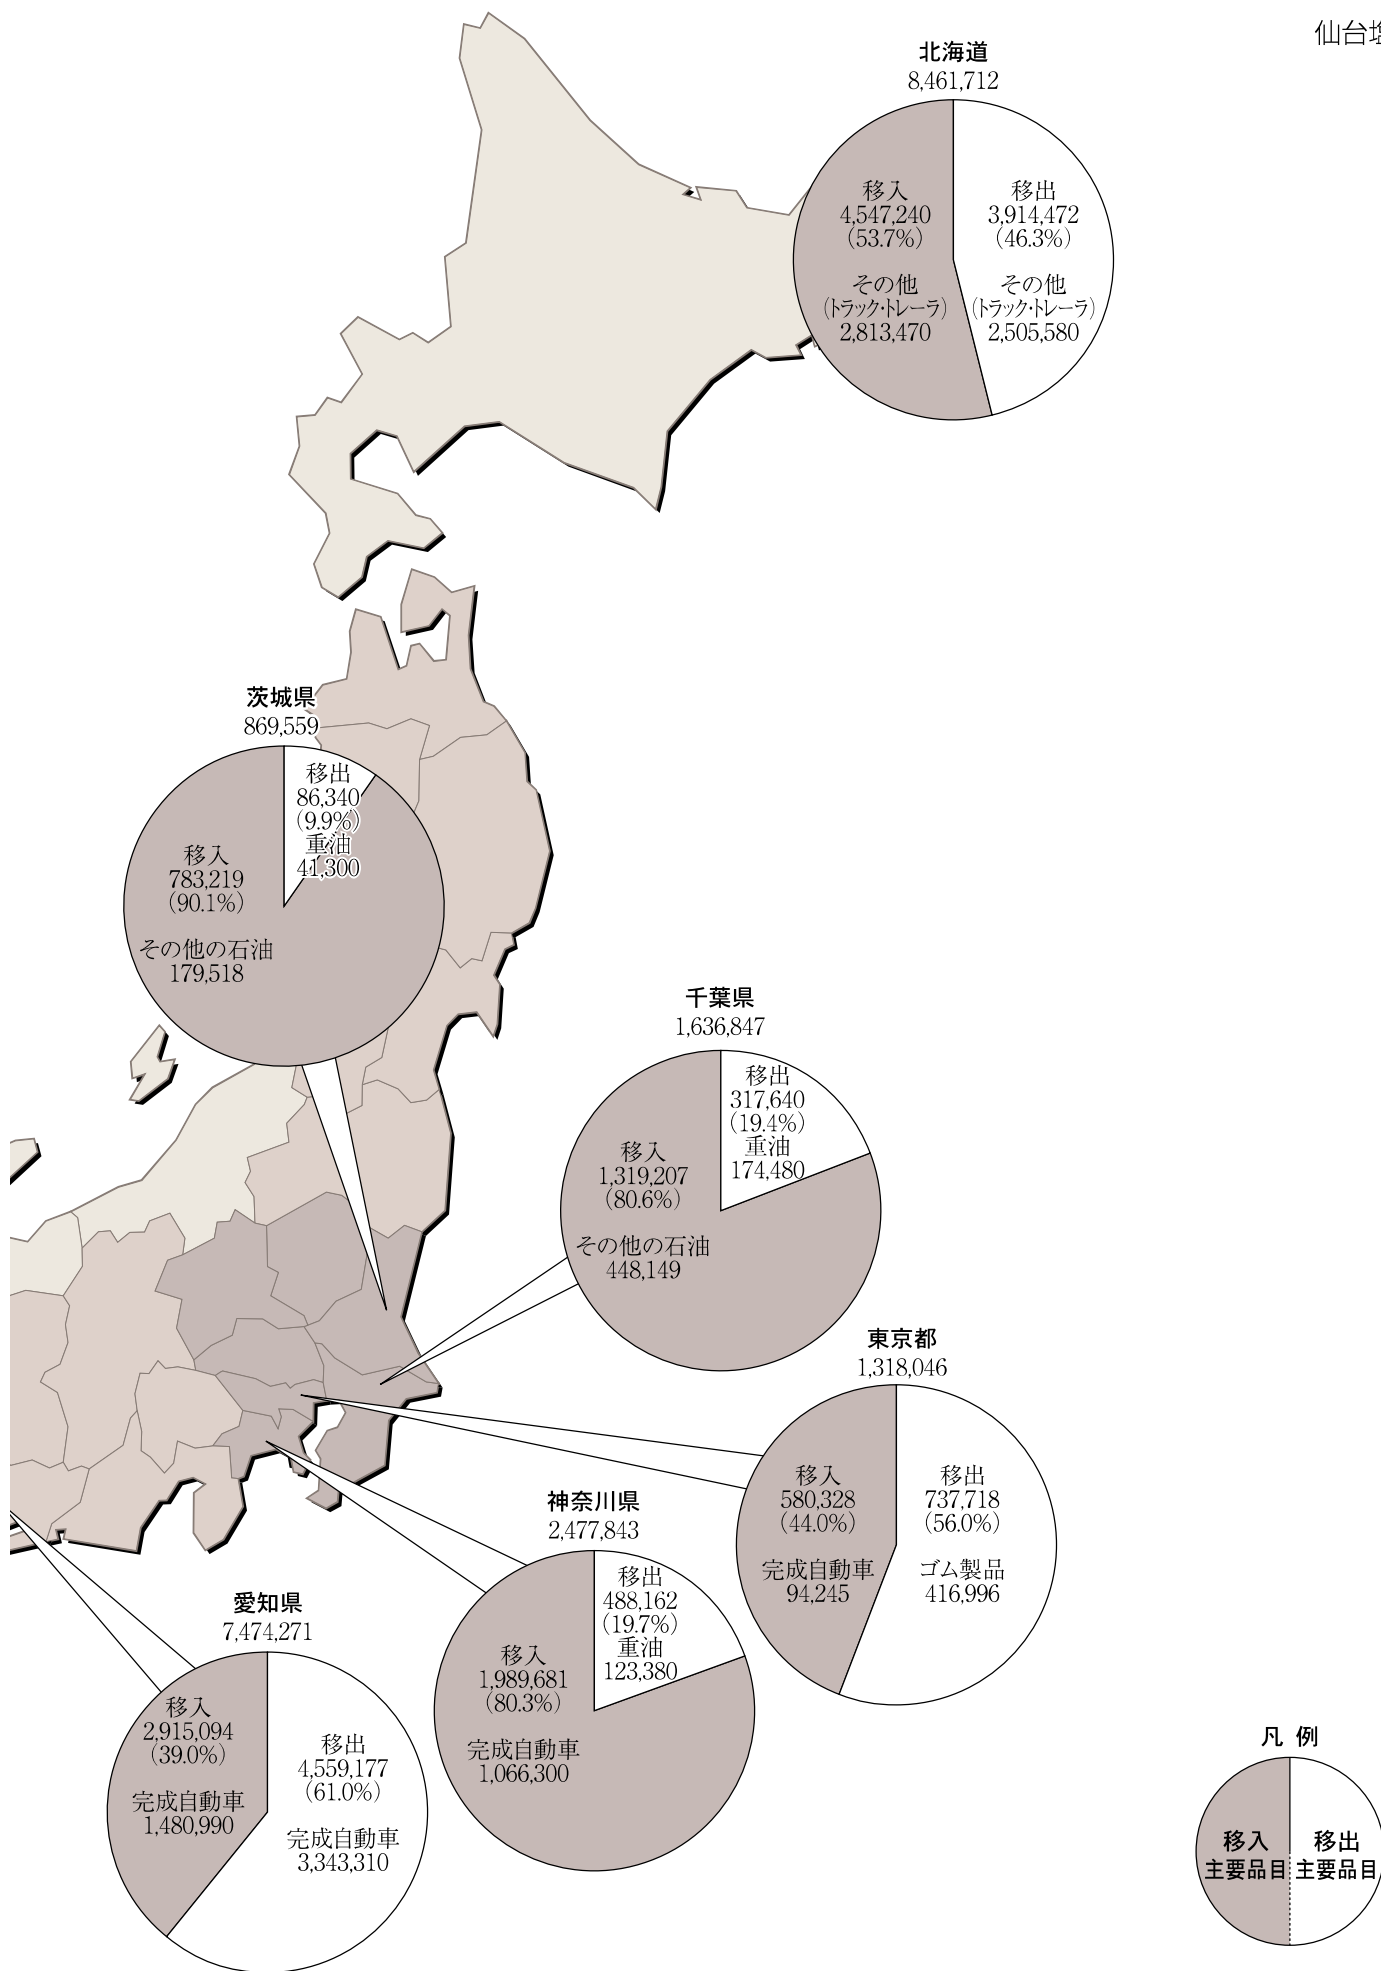 仙台塩
北海道
8,461,712
移入
4,547,240
(53.7%)
その他
(トラック・トレーラ)
2,813,470
移出
3,914,472
(46.3%)
その他
(トラック・トレーラ)
2,505,580
茨城県
869,559
移出
86,340
(9.9%)
重油
41,300
移入
783,219
(90.1%)
その他の石油
179,518
千葉県
1,636,847
移出
317,640
(19.4%)
重油
174,480
移入
1,319,207
(80.6%)
その他の石油
448,149
東京都
1,318,046
移入
580,328
(44.0%)
完成自動車
94,245
移出
737,718
(56.0%)
ゴム製品
416,996
神奈川県
2,477,843
移出
488,162
(19.7%)
重油
123,380
移入
1,989,681
(80.3%)
完成自動車
1,066,300
愛知県
7,474,271
移入
2,915,094
(39.0%)
完成自動車
1,480,990
移出
4,559,177
(61.0%)
完成自動車
3,343,310
凡 例
移入
主要品目
移出
主要品目